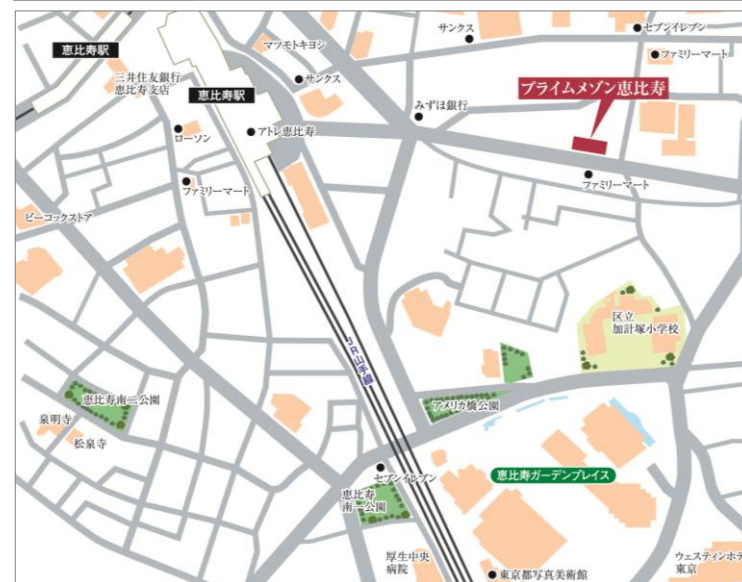 サンクス
セブンイレブン
恵比寿駅
マツモトキヨシ
ファミリーマート
三井住友銀行
恵比寿支店
サンクス
プライムメゾン恵比寿
恵比寿駅
みずほ銀行
ローソン
アトレ恵比寿
ファミリーマート
ファミリーマート
ピーコックストア
区立
加計塚小学校
JR山手線
恵比寿南二公園
アメリカ橋公園
泉明寺
松泉寺
セブンイレブン
恵比寿ガーデンプレイス
恵比寿
南一公園
厚生中央
病院
ウェスティンホテ
東京
東京都写真美術館